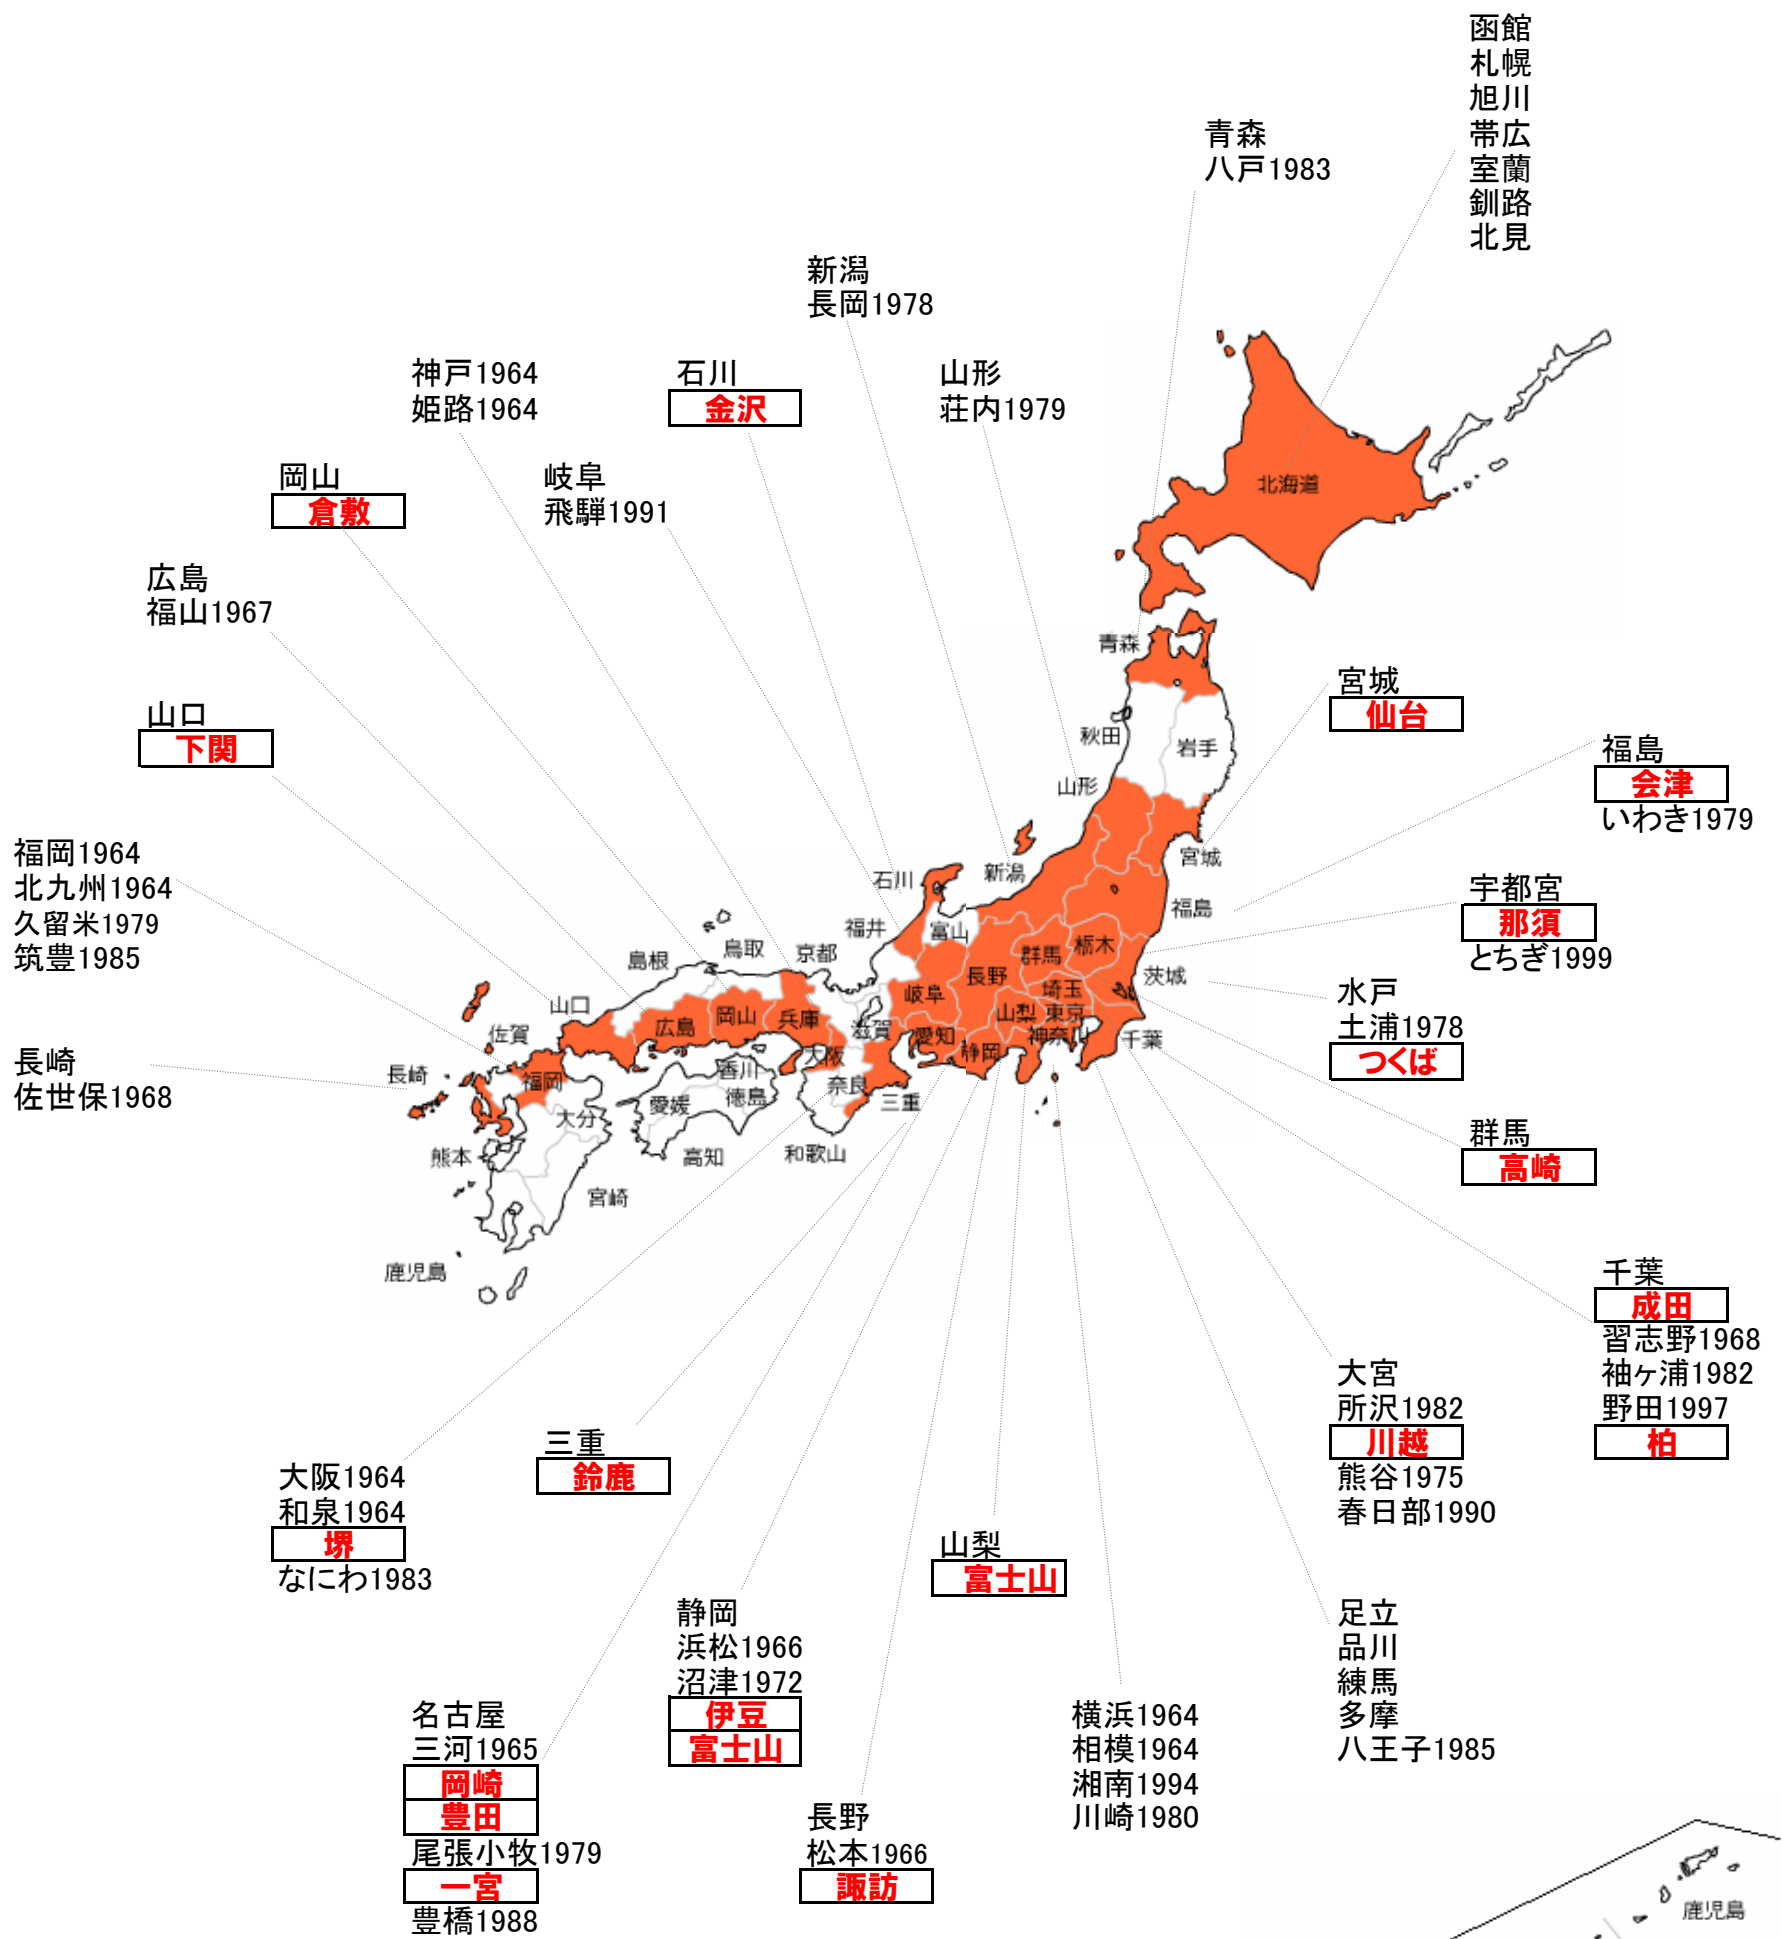 函館
札幌
旭川
帯広
室蘭
釧路
北見
青森
八戸1983
新潟
長岡1978
神戸1964
姫路1964
石川
金沢
山形
荘内1979
岡山
倉敷
岐阜
飛騨1991
広島
福山1967
山口
下関
宮城
仙台
福島
会津
いわき1979
福岡1964
北九州1964
久留米1979
筑豊1985
宇都宮
那須
とちぎ1999
水戸
土浦1978
つくば
長崎
佐世保1968
群馬
高崎
千葉
成田
習志野1968
袖ヶ浦1982
野田1997
柏
大宮
所沢1982
川越
熊谷1975
春日部1990
三重
鈴鹿
大阪1964
和泉1964
堺
なにわ1983
山梨
富士山
静岡
浜松1966
沼津1972
伊豆
富士山
足立
品川
練馬
多摩
八王子1985
名古屋
三河1965
岡崎
豊田
尾張小牧1979
一宮
豊橋1988
横浜1964
相模1964
湘南1994
川崎1980
長野
松本1966
諏訪
北海道
青森
秋田
岩手
山形
宮城
新潟
石川
福島
福井
富山
群馬
栃木
鳥取
京都
島根
長野
茨城
岐阜
埼玉
山口
広島
岡山
兵庫
滋賀
山梨
東京
佐賀
愛知
静岡
神奈川
千葉
大阪
長崎
福岡
香川
奈良
徳島
愛媛
三重
大分
熊本
高知
和歌山
宮崎
鹿児島
鹿児島